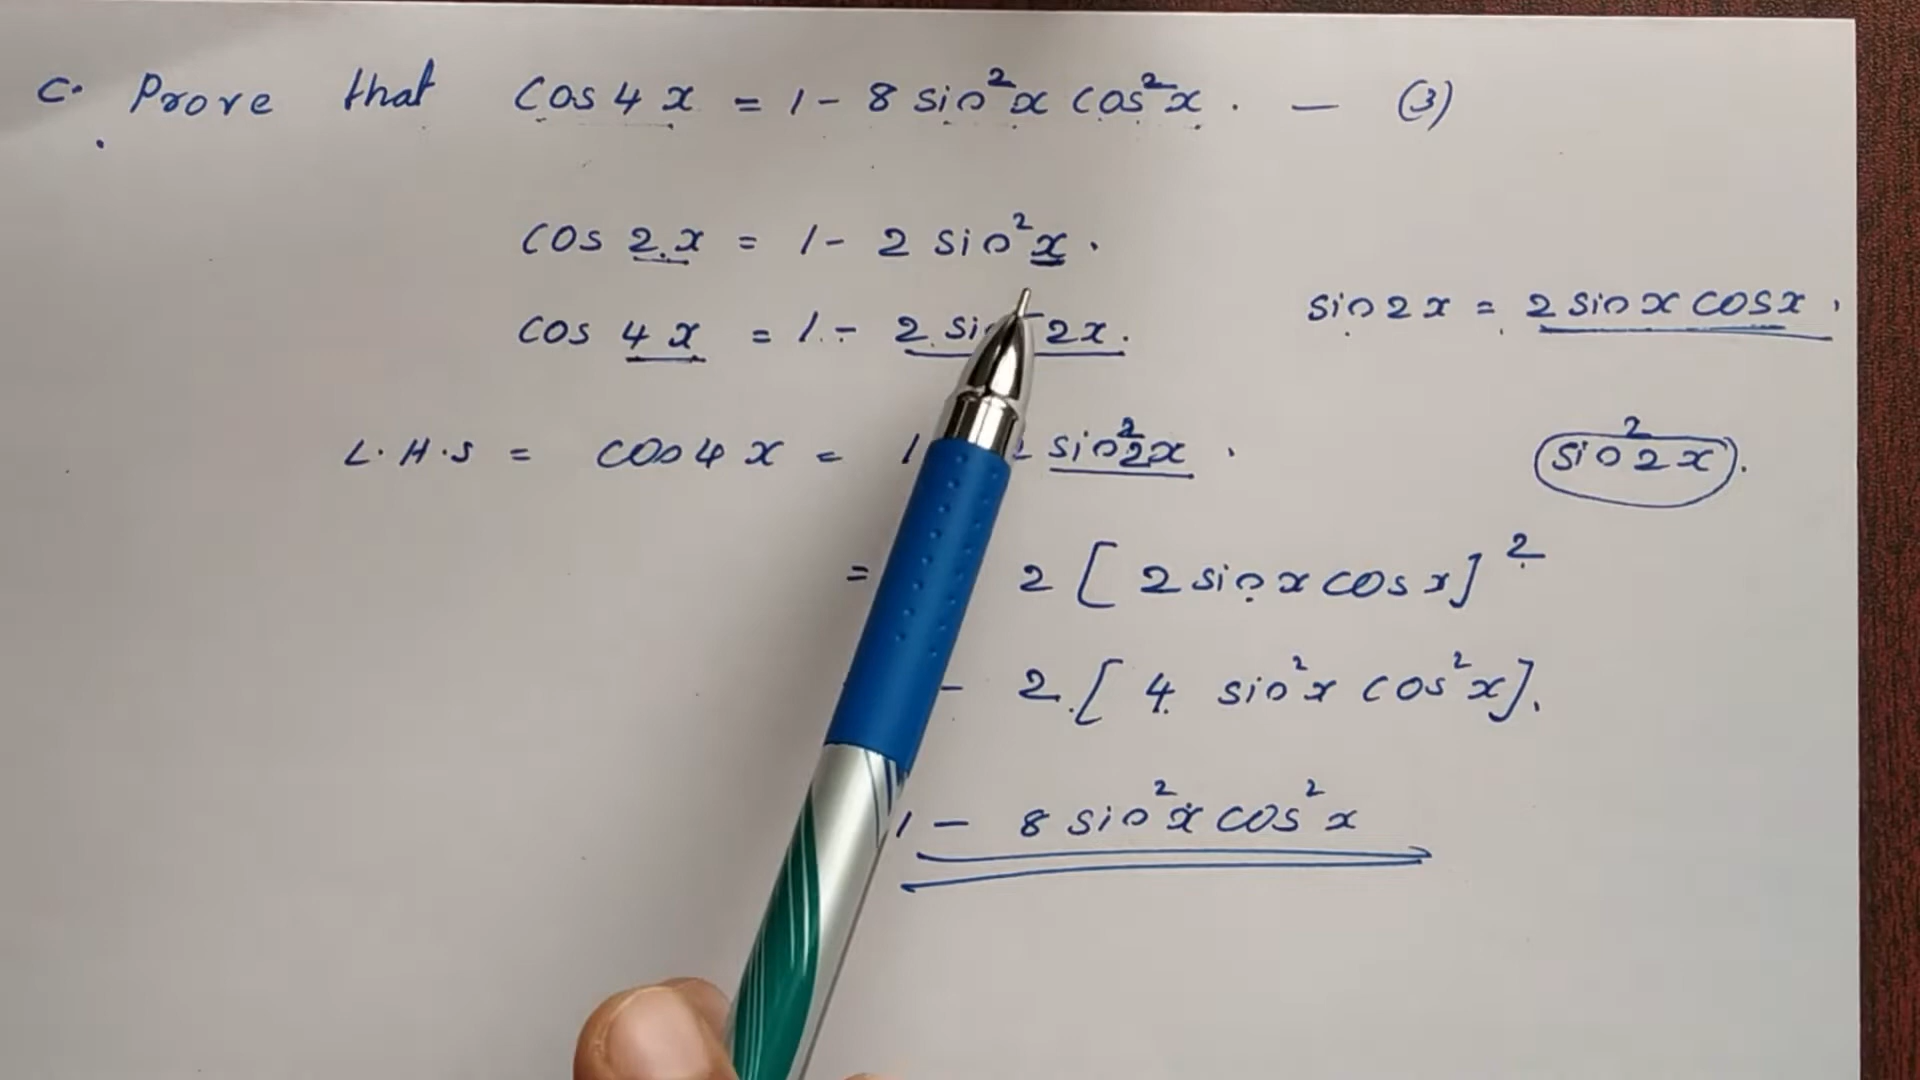 C. Prove that Cos 4x = 1 - 8 sin²x cos²x. — (3)
cos 2x = 1 - 2 sin²x.
sin 2x = 2 sin x cos x.
cos 4x = 1 - 2 2x.
L.H.S = cos 4x = 1 sin²2x.
sin²2x.
= 2 [2 sin x cos x]²
- 2.[4 sin²x cos²x].
1 - 8 sin²x cos²x